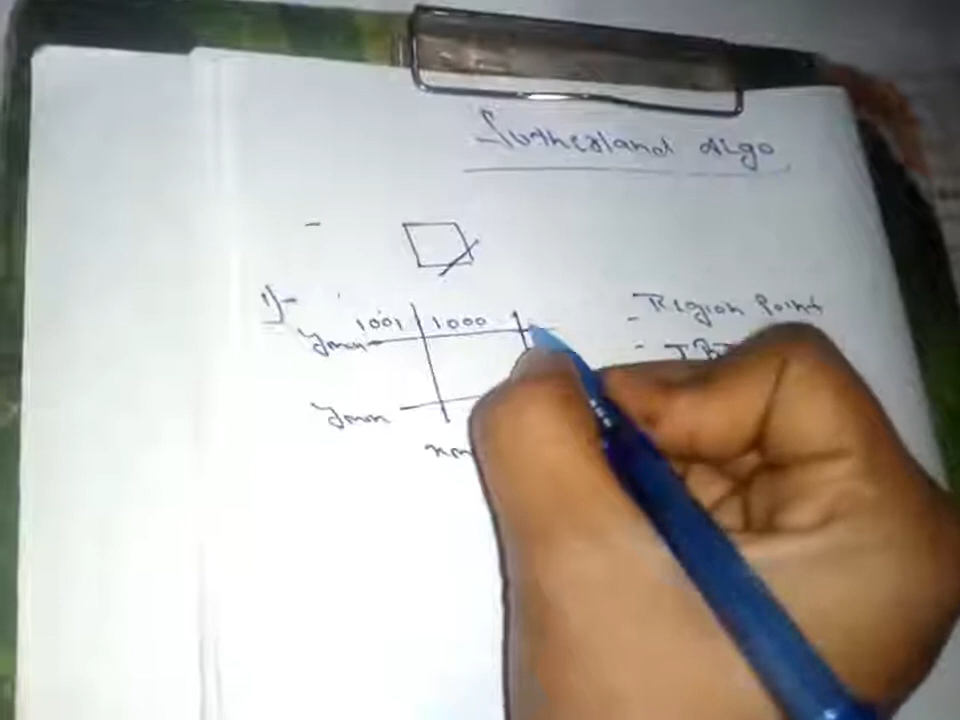 Sutherland Algo
1)-
Region Point
1001 1000
ymax
ymin